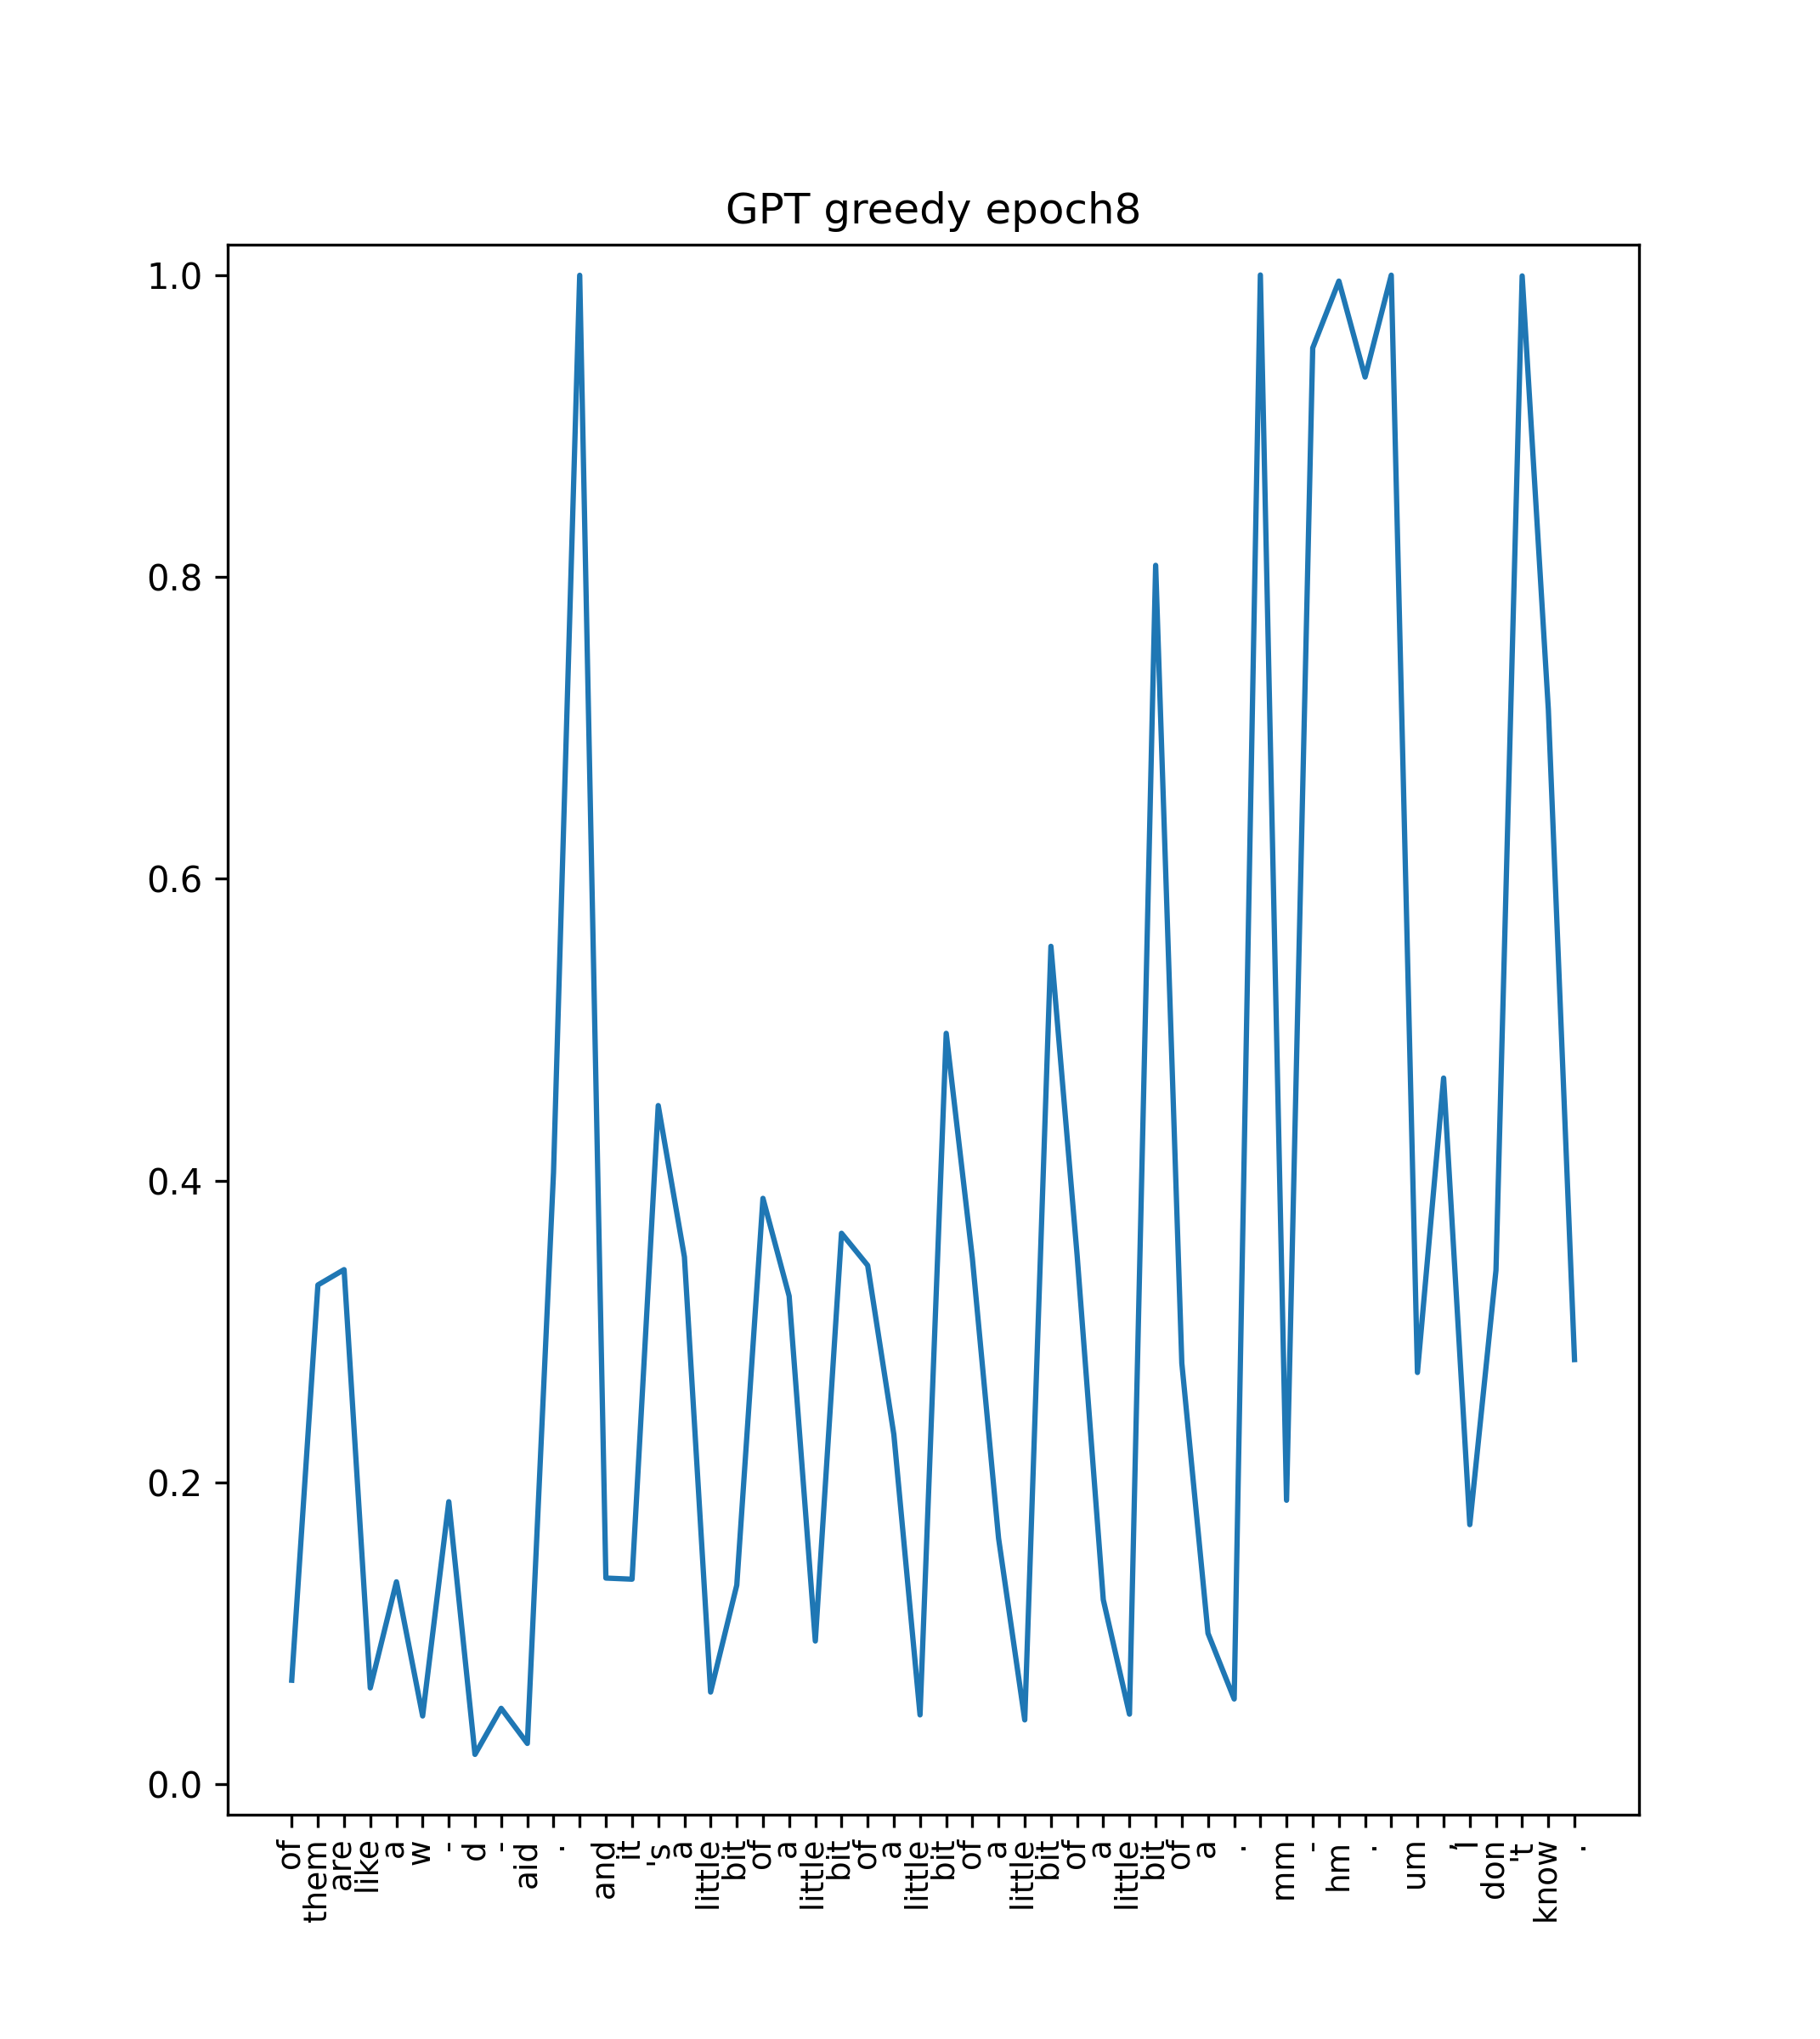 GPT greedy epoch8
1.0
0.8
0.6
0.4
0.2
0.0
of
them
are
like
a
w
-
d
-
aid
.
and
it
's
a
little
bit
of
a
little
bit
of
a
little
bit
of
a
little
bit
of
a
little
bit
of
a
.
mm
-
hm
.
um
,
i
don
't
know
.